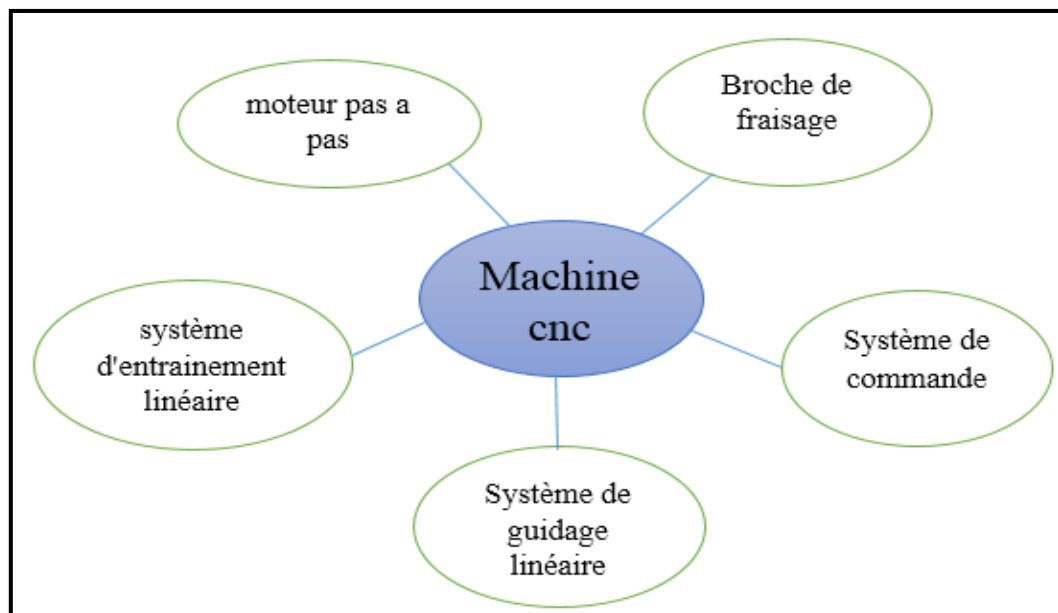 moteur pas a
pas
Broche de
fraisage
Machine
cnc
système
d'entrainement
linéaire
Système de
commande
Système de
guidage
linéaire